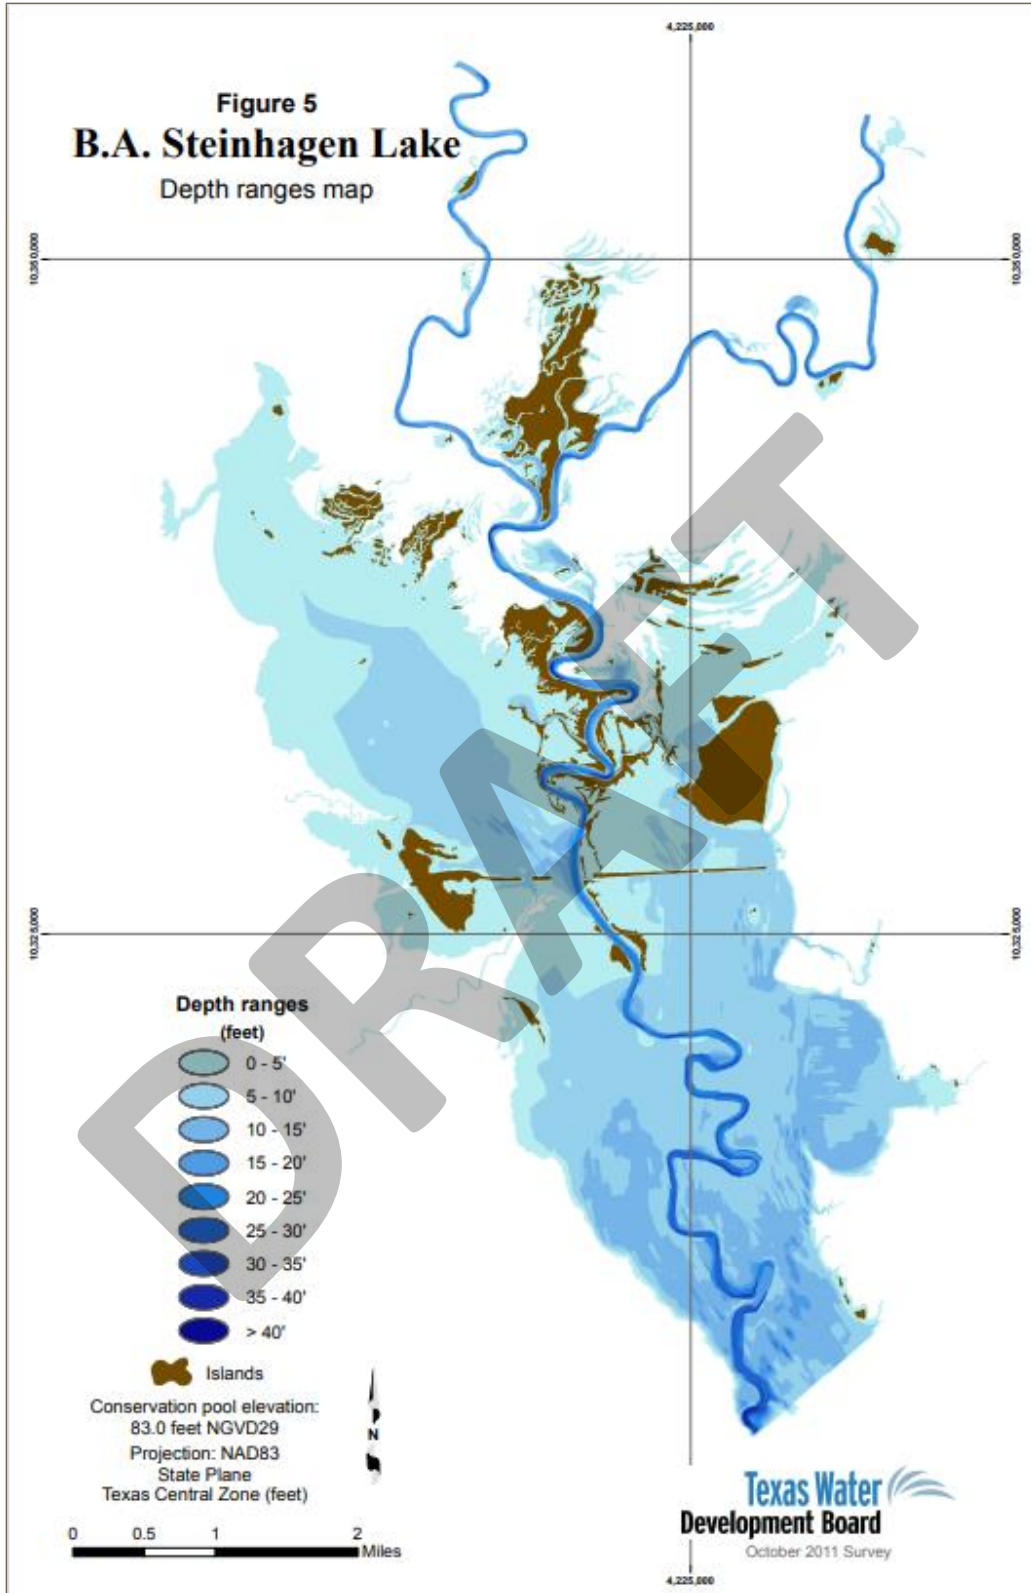 4,225,000
Figure 5
B.A. Steinhagen Lake
Depth ranges map
10,350,000
10,350,000
10,325,000
10,325,000
DRAFT
Depth ranges
(feet)
0 - 5'
5 - 10'
10 - 15'
15 - 20'
20 - 25'
25 - 30'
30 - 35'
35 - 40'
> 40'
Islands
Conservation pool elevation:
83.0 feet NGVD29
Projection: NAD83
State Plane
Texas Central Zone (feet)
N
0 0.5 1 2
Miles
Texas Water
Development Board
October 2011 Survey
4,225,000